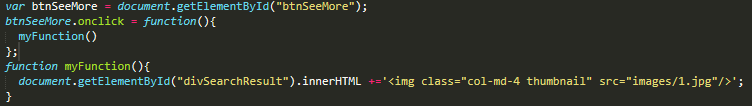 var btnSeeMore = document.getElementById("btnSeeMore");
btnSeeMore.onclick = function(){
  myFunction()
};
function myFunction(){
  document.getElementById("divSearchResult").innerHTML +='<img class="col-md-4 thumbnail" src="images/1.jpg"/>';
}